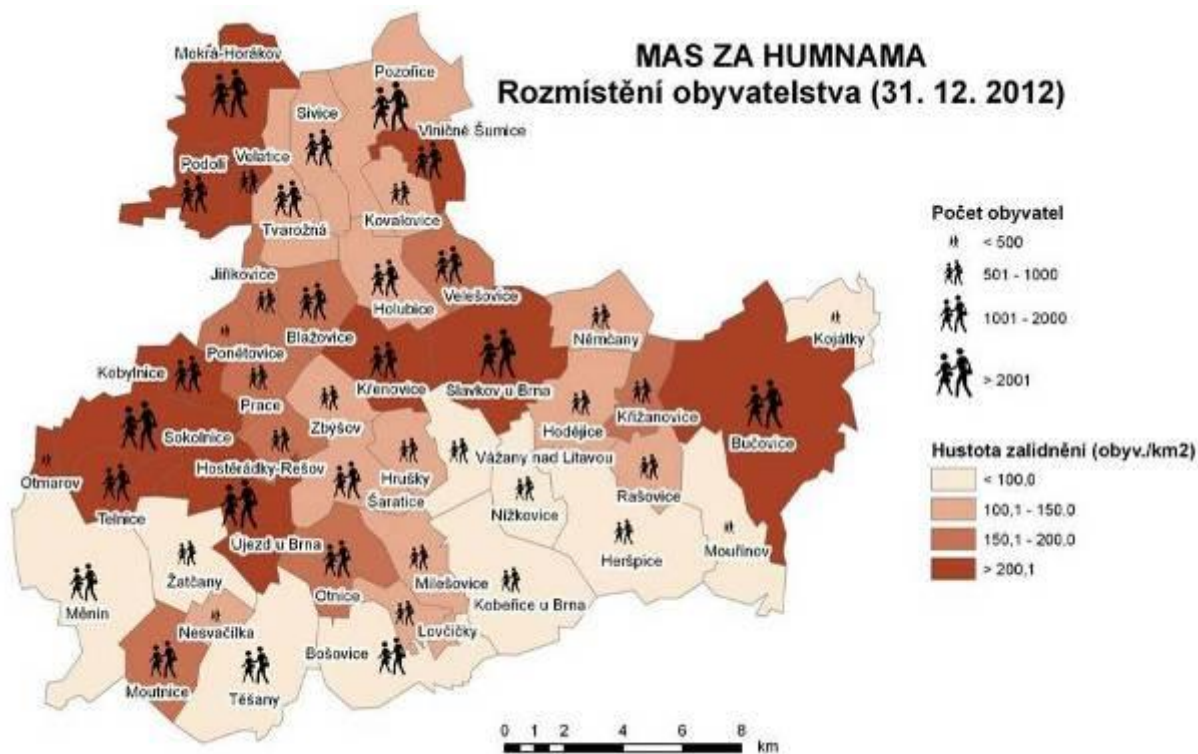 MAS ZA HUMNAMA
Rozmístění obyvatelstva (31. 12. 2012)
Mokrá-Horákov
Pozořice
Sivice
Viničné Šumice
Velatice
Podolí
Kovalovice
Tvarožná
Jiříkovice
Velešovice
Holubice
Blažovice
Němčany
Kojátky
Ponětovice
Kobylnice
Křenovice
Slavkov u Brna
Prace
Zbýšov
Křižanovice
Hodějice
Bučovice
Sokolnice
Hostěrádky-Rešov
Hrušky
Vážany nad Litavou
Otmarov
Šaratice
Rašovice
Telnice
Nížkovice
Újezd u Brna
Heršpice
Mouřinov
Žatčany
Milešovice
Otnice
Kobeřice u Brna
Měnín
Nesvačilka
Lovčičky
Bošovice
Moutnice
Těšany
Počet obyvatel
< 500
501 - 1000
1001 - 2000
> 2001
Hustota zalidnění (obyv./km2)
< 100,0
100,1 - 150,0
150,1 - 200,0
> 200,1
0 1 2 4 6 8
km